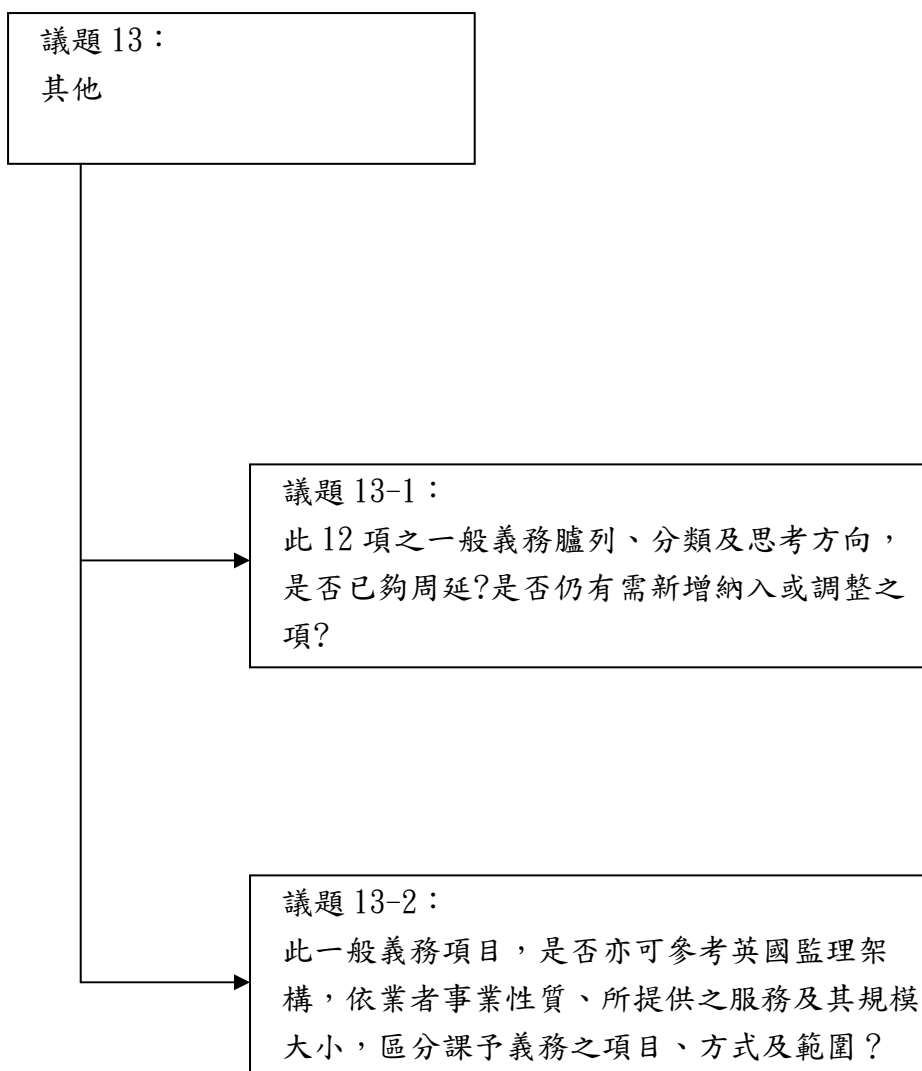 議題 13：
其他
議題 13-1：
此 12 項之一般義務臚列、分類及思考方向，
是否已夠周延?是否仍有需新增納入或調整之
項?
議題 13-2：
此一般義務項目，是否亦可參考英國監理架
構，依業者事業性質、所提供之服務及其規模
大小，區分課予義務之項目、方式及範圍？